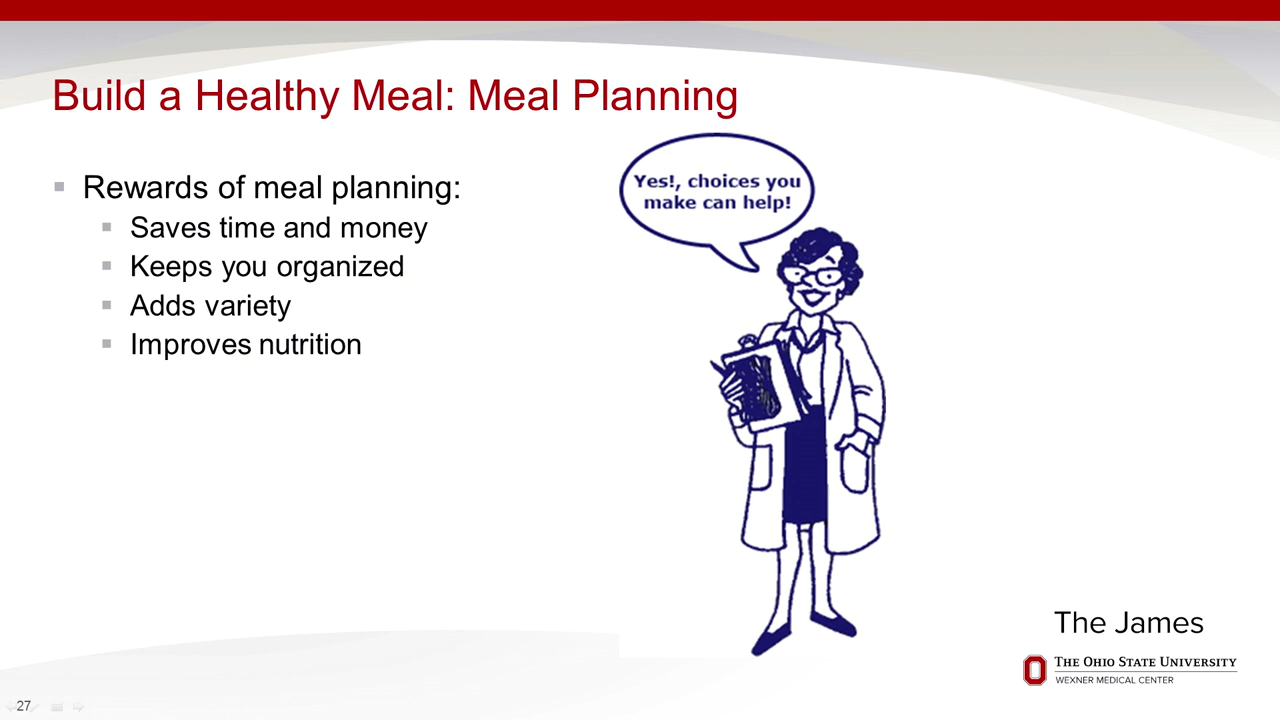 Build a Healthy Meal: Meal Planning
Rewards of meal planning:
Saves time and money
Keeps you organized
Adds variety
Improves nutrition
Yes!, choices you
make can help!
The James
THE OHIO STATE UNIVERSITY
WEXNER MEDICAL CENTER
27